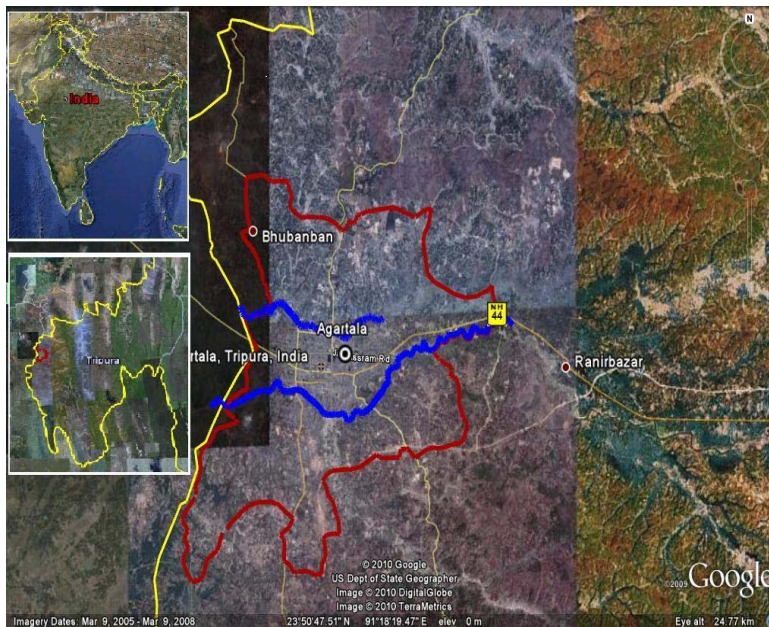 India
N
Bhubanban
NH
44
Agartala
Assram Rd
rtala, Tripura, India
Ranirbazar
Tripura
© 2010 Google
US Dept of State Geographer
Image © 2010 DigitalGlobe
Image © 2010 TerraMetrics
©2009 Google
Imagery Dates: Mar 9, 2005 - Mar 9, 2008
23°50'47.51" N 91°18'19.47" E elev 0 m
Eye alt 24.77 km